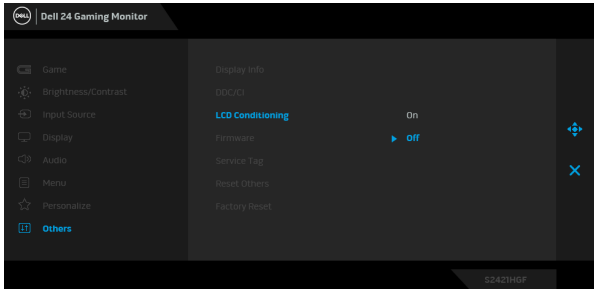 DELL Dell 24 Gaming Monitor
Game
Brightness/Contrast
Input Source
Display
Audio
Menu
Personalize
Others
Display Info
DDC/CI
LCD Conditioning On
Firmware Off
Service Tag
Reset Others
Factory Reset
S2421HGF